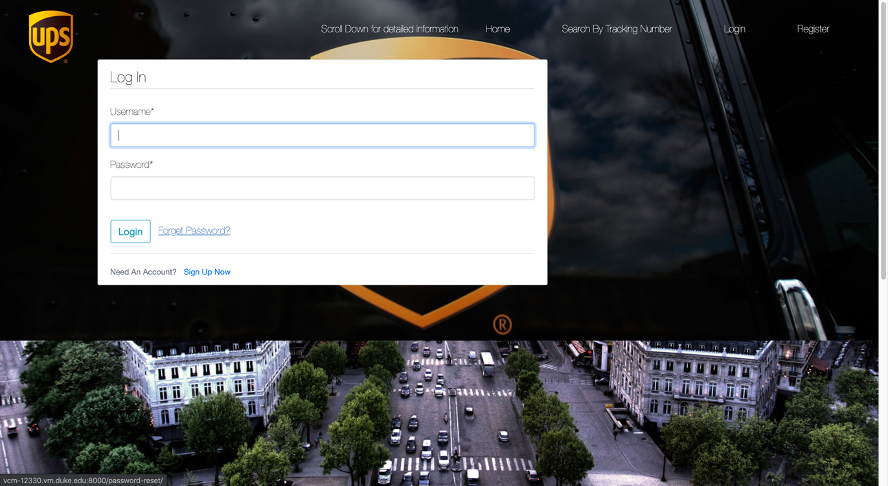 ups
Scroll Down for detailed information Home Search By Tracking Number Login Register
Log In
Username*
Password*
Login Forget Password?
Need An Account? Sign Up Now
®
vcm-12330.vm.duke.edu:8000/password-reset/